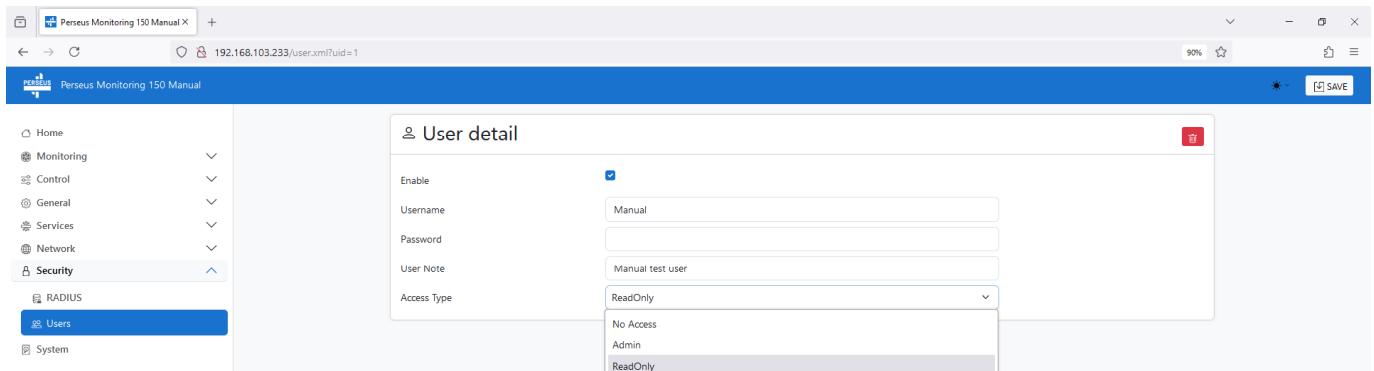 Perseus Monitoring 150 Manual
192.168.103.233/user.xml?uid=1
90%
PERSEUS
Perseus Monitoring 150 Manual
SAVE
Home
Monitoring
Control
General
Services
Network
Security
RADIUS
Users
System
User detail
Enable
Username
Manual
Password
User Note
Manual test user
Access Type
ReadOnly
No Access
Admin
ReadOnly